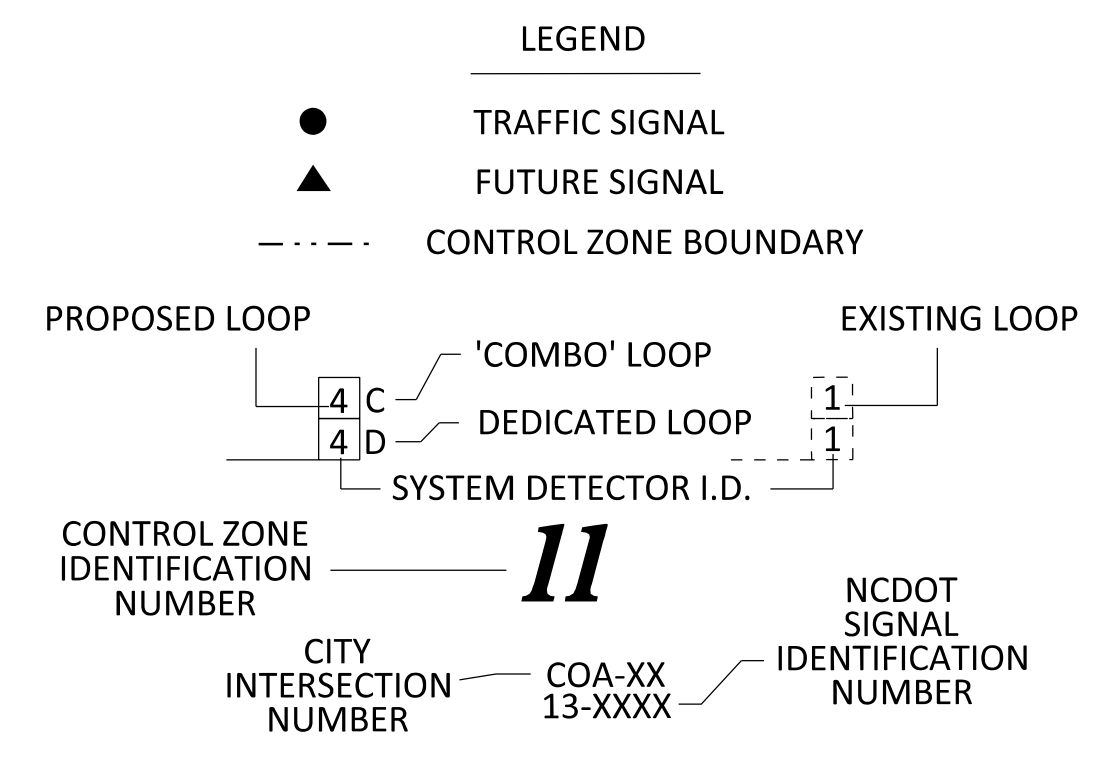 LEGEND
TRAFFIC SIGNAL
FUTURE SIGNAL
CONTROL ZONE BOUNDARY
PROPOSED LOOP
EXISTING LOOP
'COMBO' LOOP
4 C
1
DEDICATED LOOP
4 D
1
SYSTEM DETECTOR I.D.
CONTROL ZONE
IDENTIFICATION
NUMBER
11
NCDOT
SIGNAL
IDENTIFICATION
NUMBER
CITY
INTERSECTION
NUMBER
COA-XX
13-XXXX